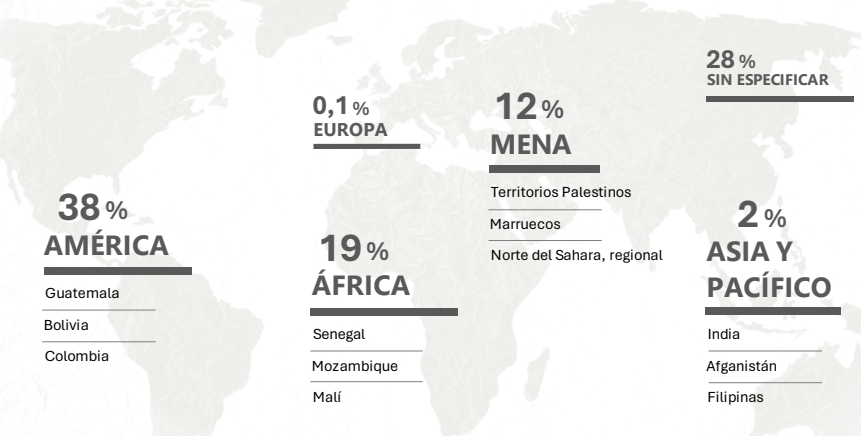 38 %
AMÉRICA
Guatemala
Bolivia
Colombia
0,1 %
EUROPA
19 %
ÁFRICA
Senegal
Mozambique
Malí
12 %
MENA
Territorios Palestinos
Marruecos
Norte del Sahara, regional
28 %
SIN ESPECIFICAR
2 %
ASIA Y
PACÍFICO
India
Afganistán
Filipinas